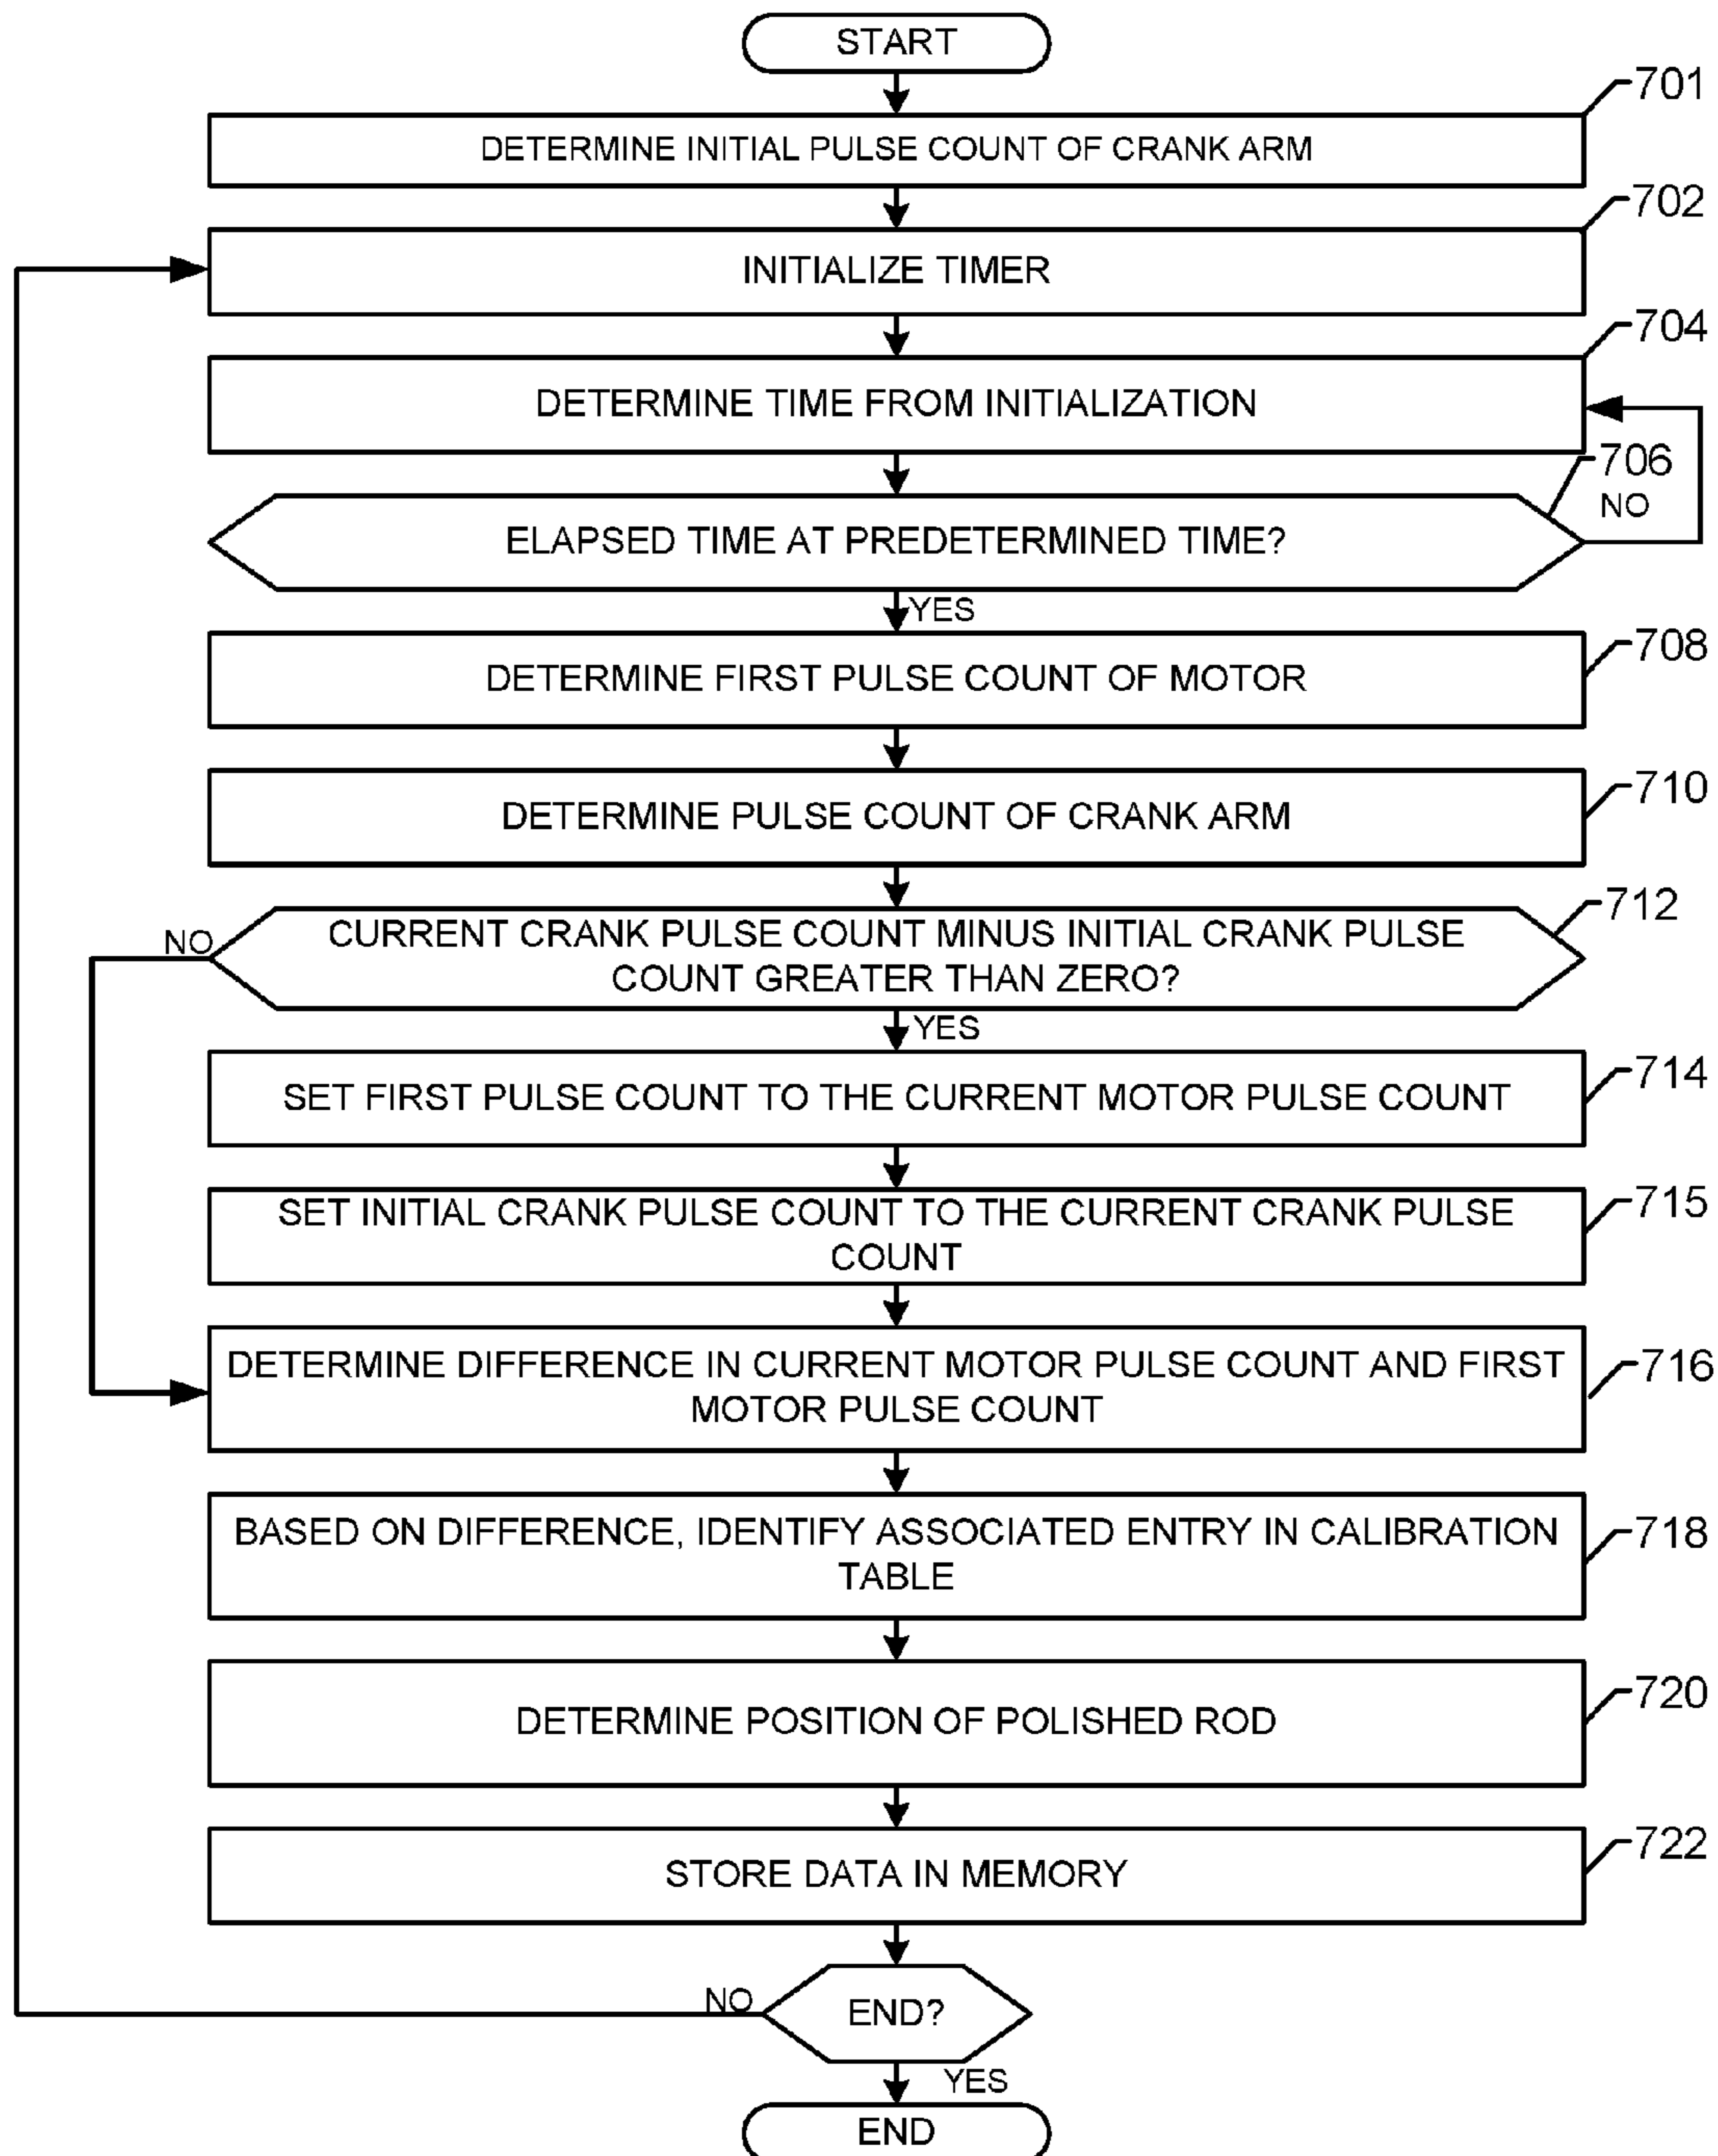 START
701
DETERMINE INITIAL PULSE COUNT OF CRANK ARM
702
INITIALIZE TIMER
704
DETERMINE TIME FROM INITIALIZATION
706
NO
ELAPSED TIME AT PREDETERMINED TIME?
YES
708
DETERMINE FIRST PULSE COUNT OF MOTOR
710
DETERMINE PULSE COUNT OF CRANK ARM
712
NO
CURRENT CRANK PULSE COUNT MINUS INITIAL CRANK PULSE
COUNT GREATER THAN ZERO?
YES
714
SET FIRST PULSE COUNT TO THE CURRENT MOTOR PULSE COUNT
715
SET INITIAL CRANK PULSE COUNT TO THE CURRENT CRANK PULSE
COUNT
716
DETERMINE DIFFERENCE IN CURRENT MOTOR PULSE COUNT AND FIRST
MOTOR PULSE COUNT
718
BASED ON DIFFERENCE, IDENTIFY ASSOCIATED ENTRY IN CALIBRATION
TABLE
720
DETERMINE POSITION OF POLISHED ROD
722
STORE DATA IN MEMORY
NO
END?
YES
END